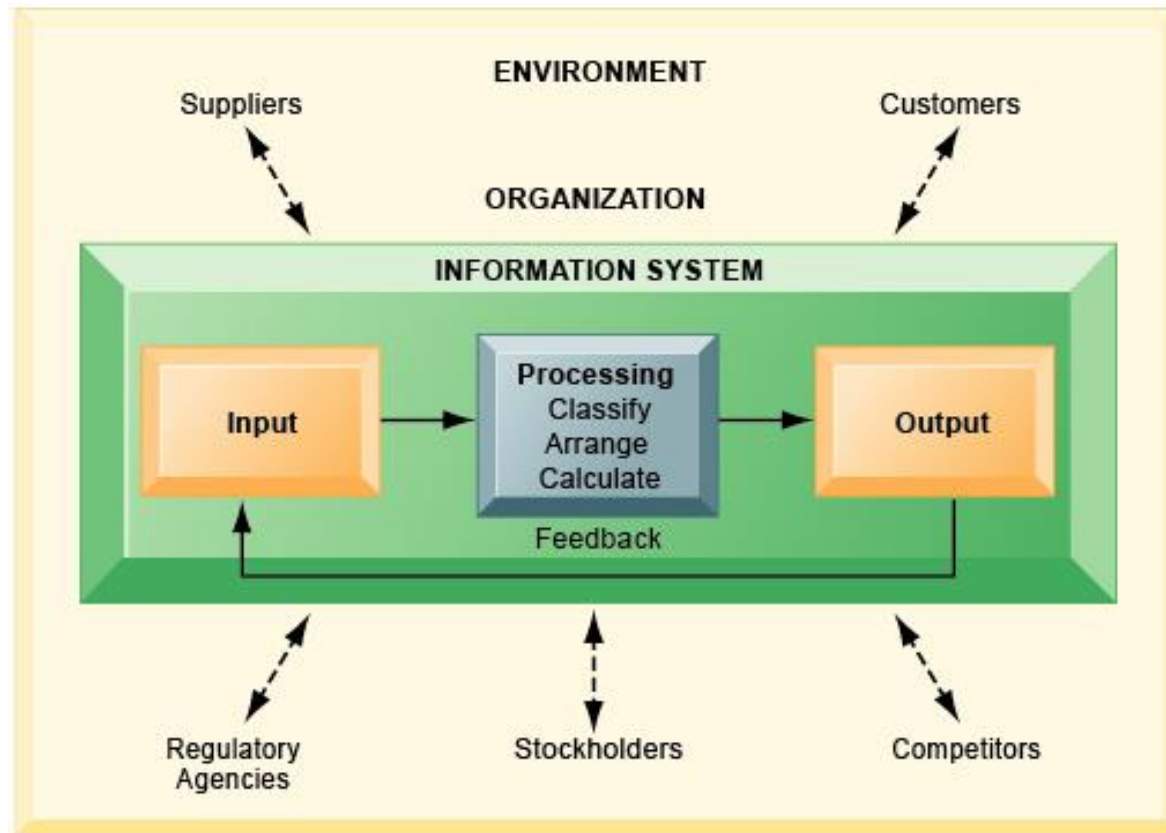 ENVIRONMENT
Suppliers
Customers
ORGANIZATION
INFORMATION SYSTEM
Input
Processing
Classify
Arrange
Calculate
Output
Feedback
Regulatory
Agencies
Stockholders
Competitors